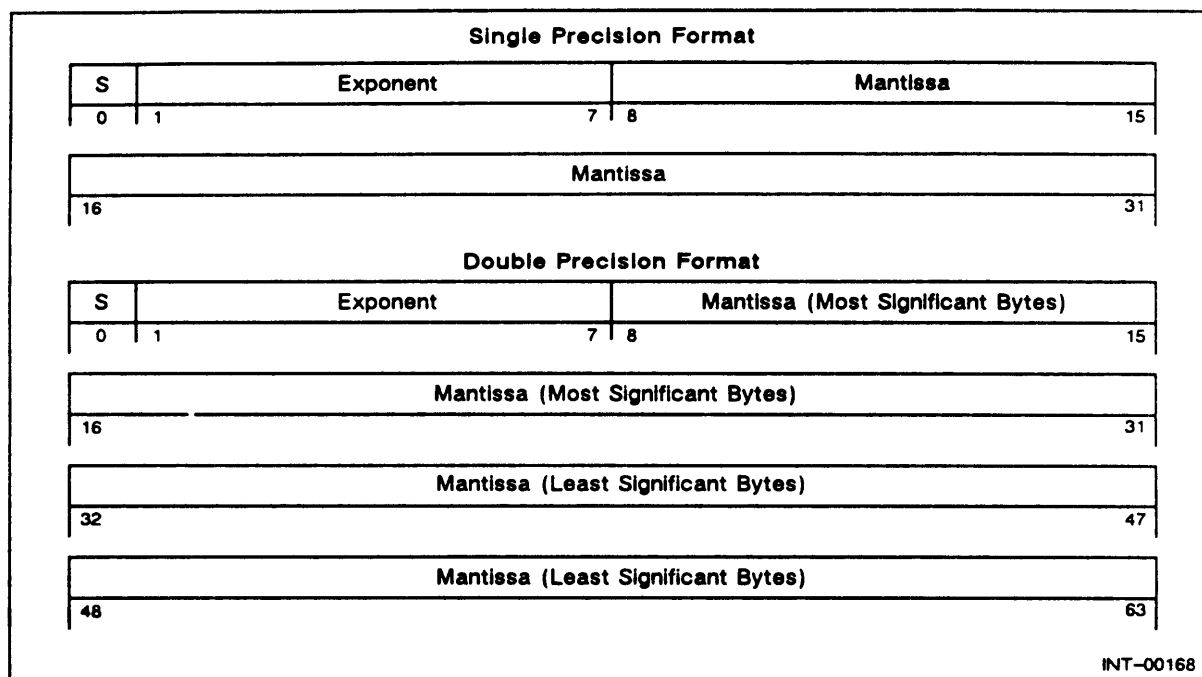 Single Precision Format
S Exponent Mantissa
0 1 7 8 15
Mantissa
16 31
Double Precision Format
S Exponent Mantissa (Most Significant Bytes)
0 1 7 8 15
Mantissa (Most Significant Bytes)
16 31
Mantissa (Least Significant Bytes)
32 47
Mantissa (Least Significant Bytes)
48 63
INT-00168